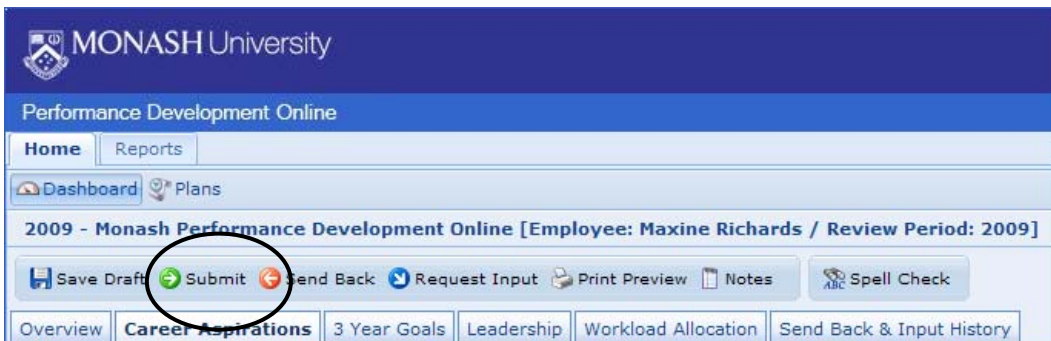 MONASH University
Performance Development Online
Home Reports
Dashboard Plans
2009 - Monash Performance Development Online [Employee: Maxine Richards / Review Period: 2009]
Save Draft Submit Send Back Request Input Print Preview Notes ABC Spell Check
Overview Career Aspirations 3 Year Goals Leadership Workload Allocation Send Back & Input History